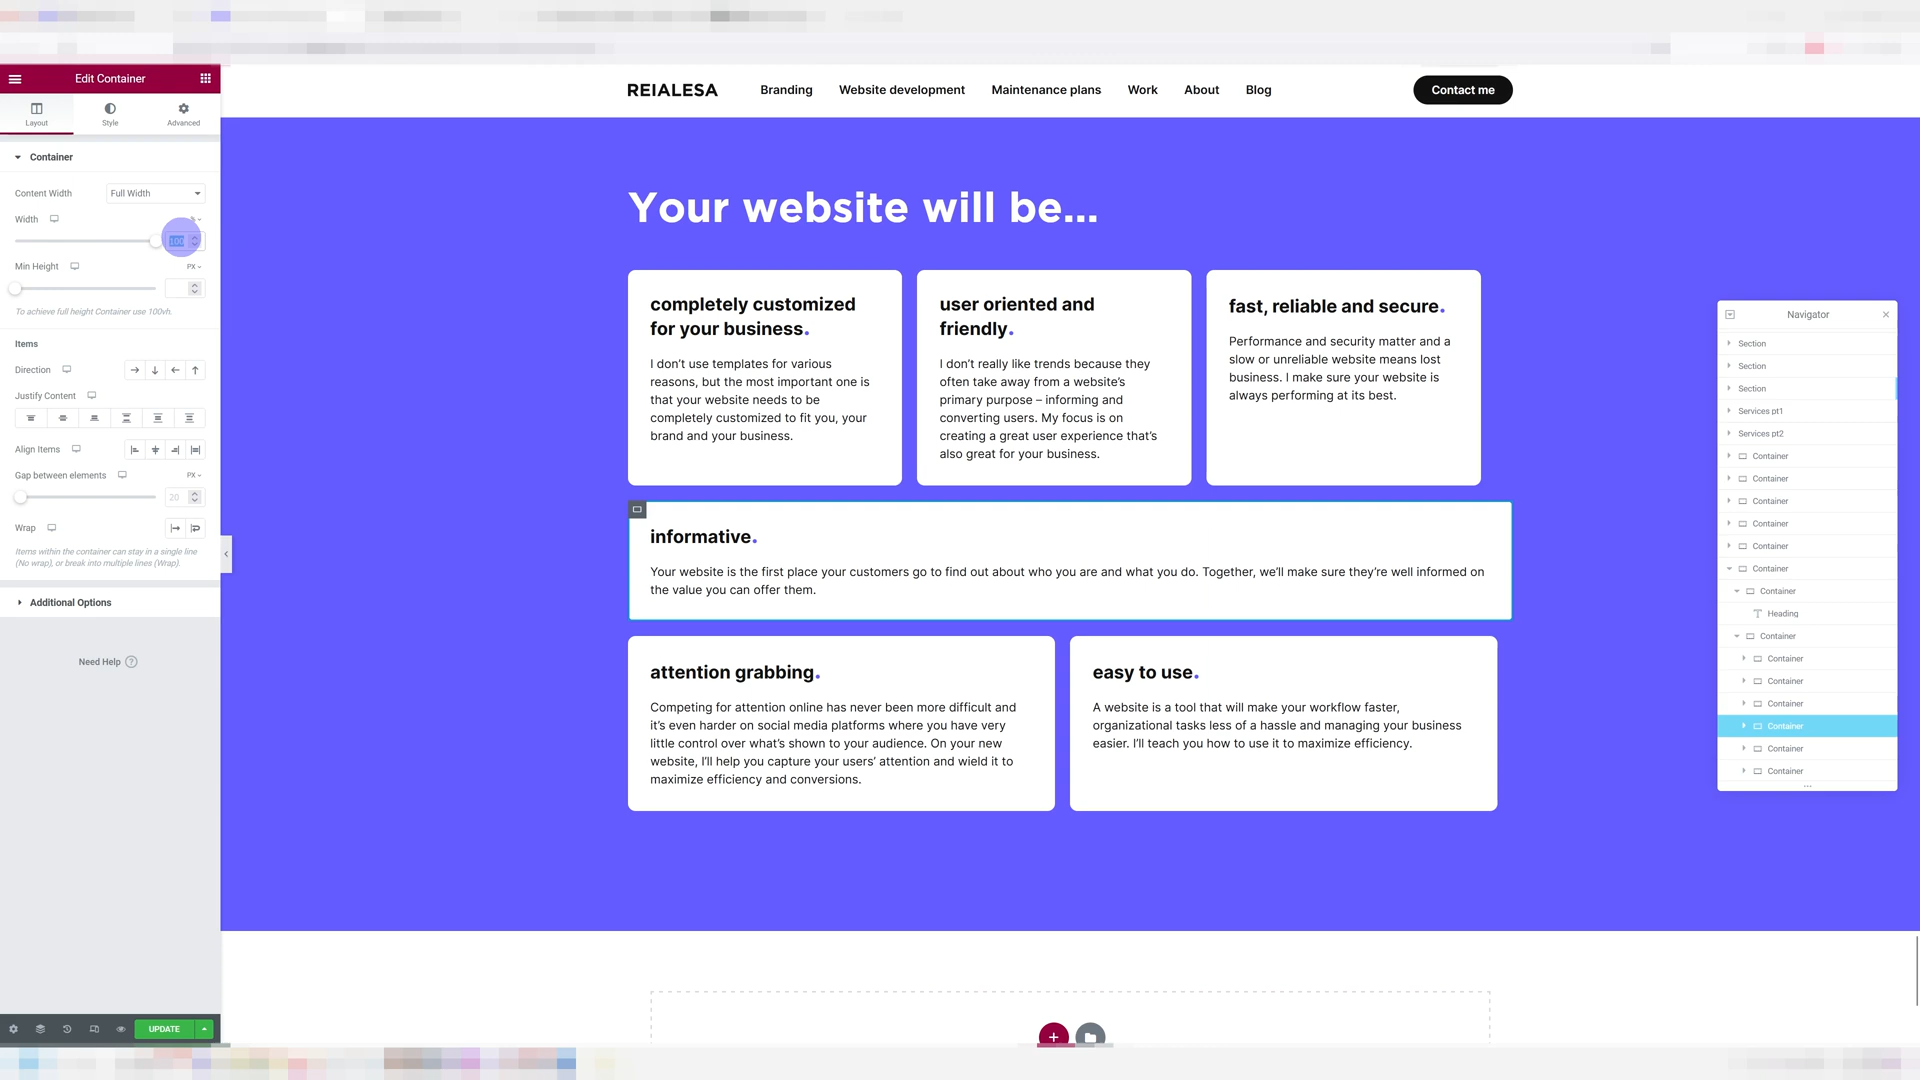 Edit Container
Layout
Style
Advanced
Container
Content Width
Full Width
Width
100
Min Height
PX
To achieve full height Container use 100vh.
Items
Direction
Justify Content
Align Items
Gap between elements
PX
20
Wrap
Items within the container can stay in a single line
(No wrap), or break into multiple lines (Wrap).
Additional Options
Need Help
UPDATE
REIALESA
Branding
Website development
Maintenance plans
Work
About
Blog
Contact me
Your website will be...
completely customized
for your business.
I don’t use templates for various
reasons, but the most important one is
that your website needs to be
completely customized to fit you, your
brand and your business.
user oriented and
friendly.
I don’t really like trends because they
often take away from a website’s
primary purpose – informing and
converting users. My focus is on
creating a great user experience that’s
also great for your business.
fast, reliable and secure.
Performance and security matter and a
slow or unreliable website means lost
business. I make sure your website is
always performing at its best.
informative.
Your website is the first place your customers go to find out about who you are and what you do. Together, we’ll make sure they’re well informed on
the value you can offer them.
attention grabbing.
Competing for attention online has never been more difficult and
it’s even harder on social media platforms where you have very
little control over what’s shown to your audience. On your new
website, I’ll help you capture your users’ attention and wield it to
maximize efficiency and conversions.
easy to use.
A website is a tool that will make your workflow faster,
organizational tasks less of a hassle and managing your business
easier. I’ll teach you how to use it to maximize efficiency.
Navigator
Section
Section
Section
Services pt1
Services pt2
Container
Container
Container
Container
Container
Container
Container
Heading
Container
Container
Container
Container
Container
Container
Container